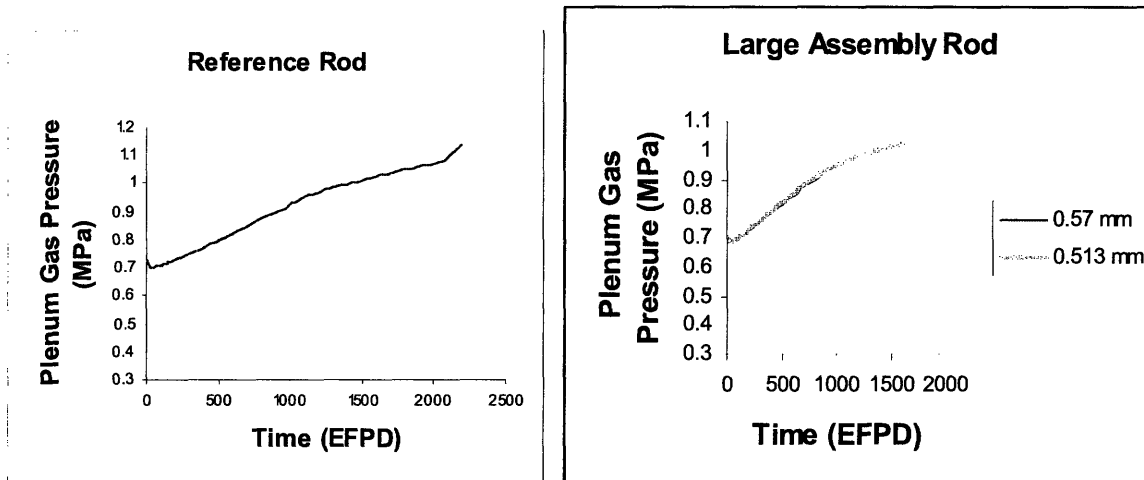 Reference Rod
Plenum Gas Pressure
(MPa)
1.2
1.1
1
0.9
0.8
0.7
0.6
0.5
0.4
0.3
0 500 1000 1500 2000 2500
Time (EFPD)
Large Assembly Rod
Plenum Gas
Pressure (MPa)
1.1
1
0.9
0.8
0.7
0.6
0.5
0.4
0.3
0 500 1000 1500 2000
Time (EFPD)
0.57 mm
0.513 mm